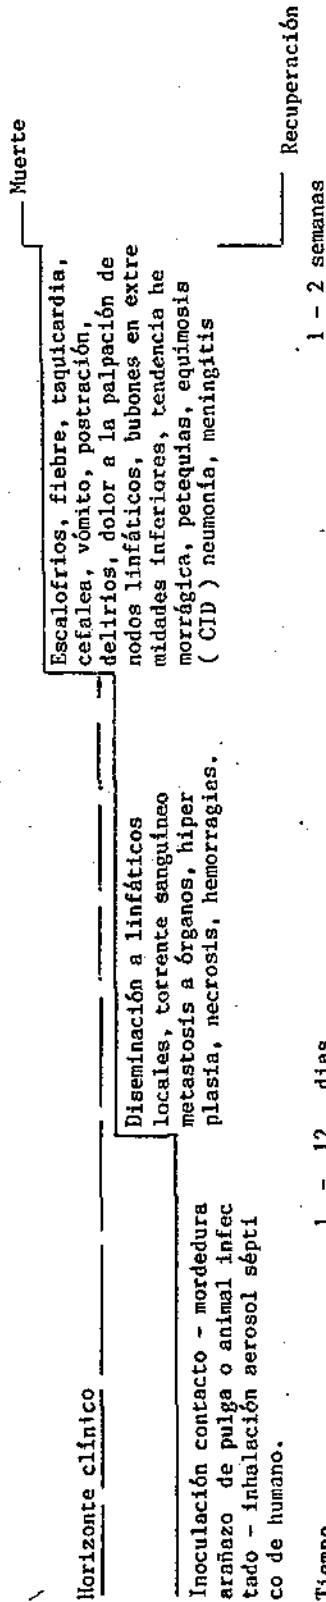 Muerte
Escalofrios, fiebre, taquicardia,
cefalea, vómito, postración,
delirios, dolor a la palpación de
nodos linfáticos, bubones en extre
midades inferiores, tendencia he
morrágica, petequias, equimosis
( CID ) neumonía, meningitis
Recuperación
1 - 2 semanas
Horizonte clínico
Diseminación a linfáticos
locales, torrente sanguíneo
metastosis a órganos, hiper
plasia, necrosis, hemorragias.
Inoculación contacto - mordedura
arañazo de pulga o animal infec
tado - inhalación aerosol sépti
co de humano.
Tiempo 1 - 12 dias